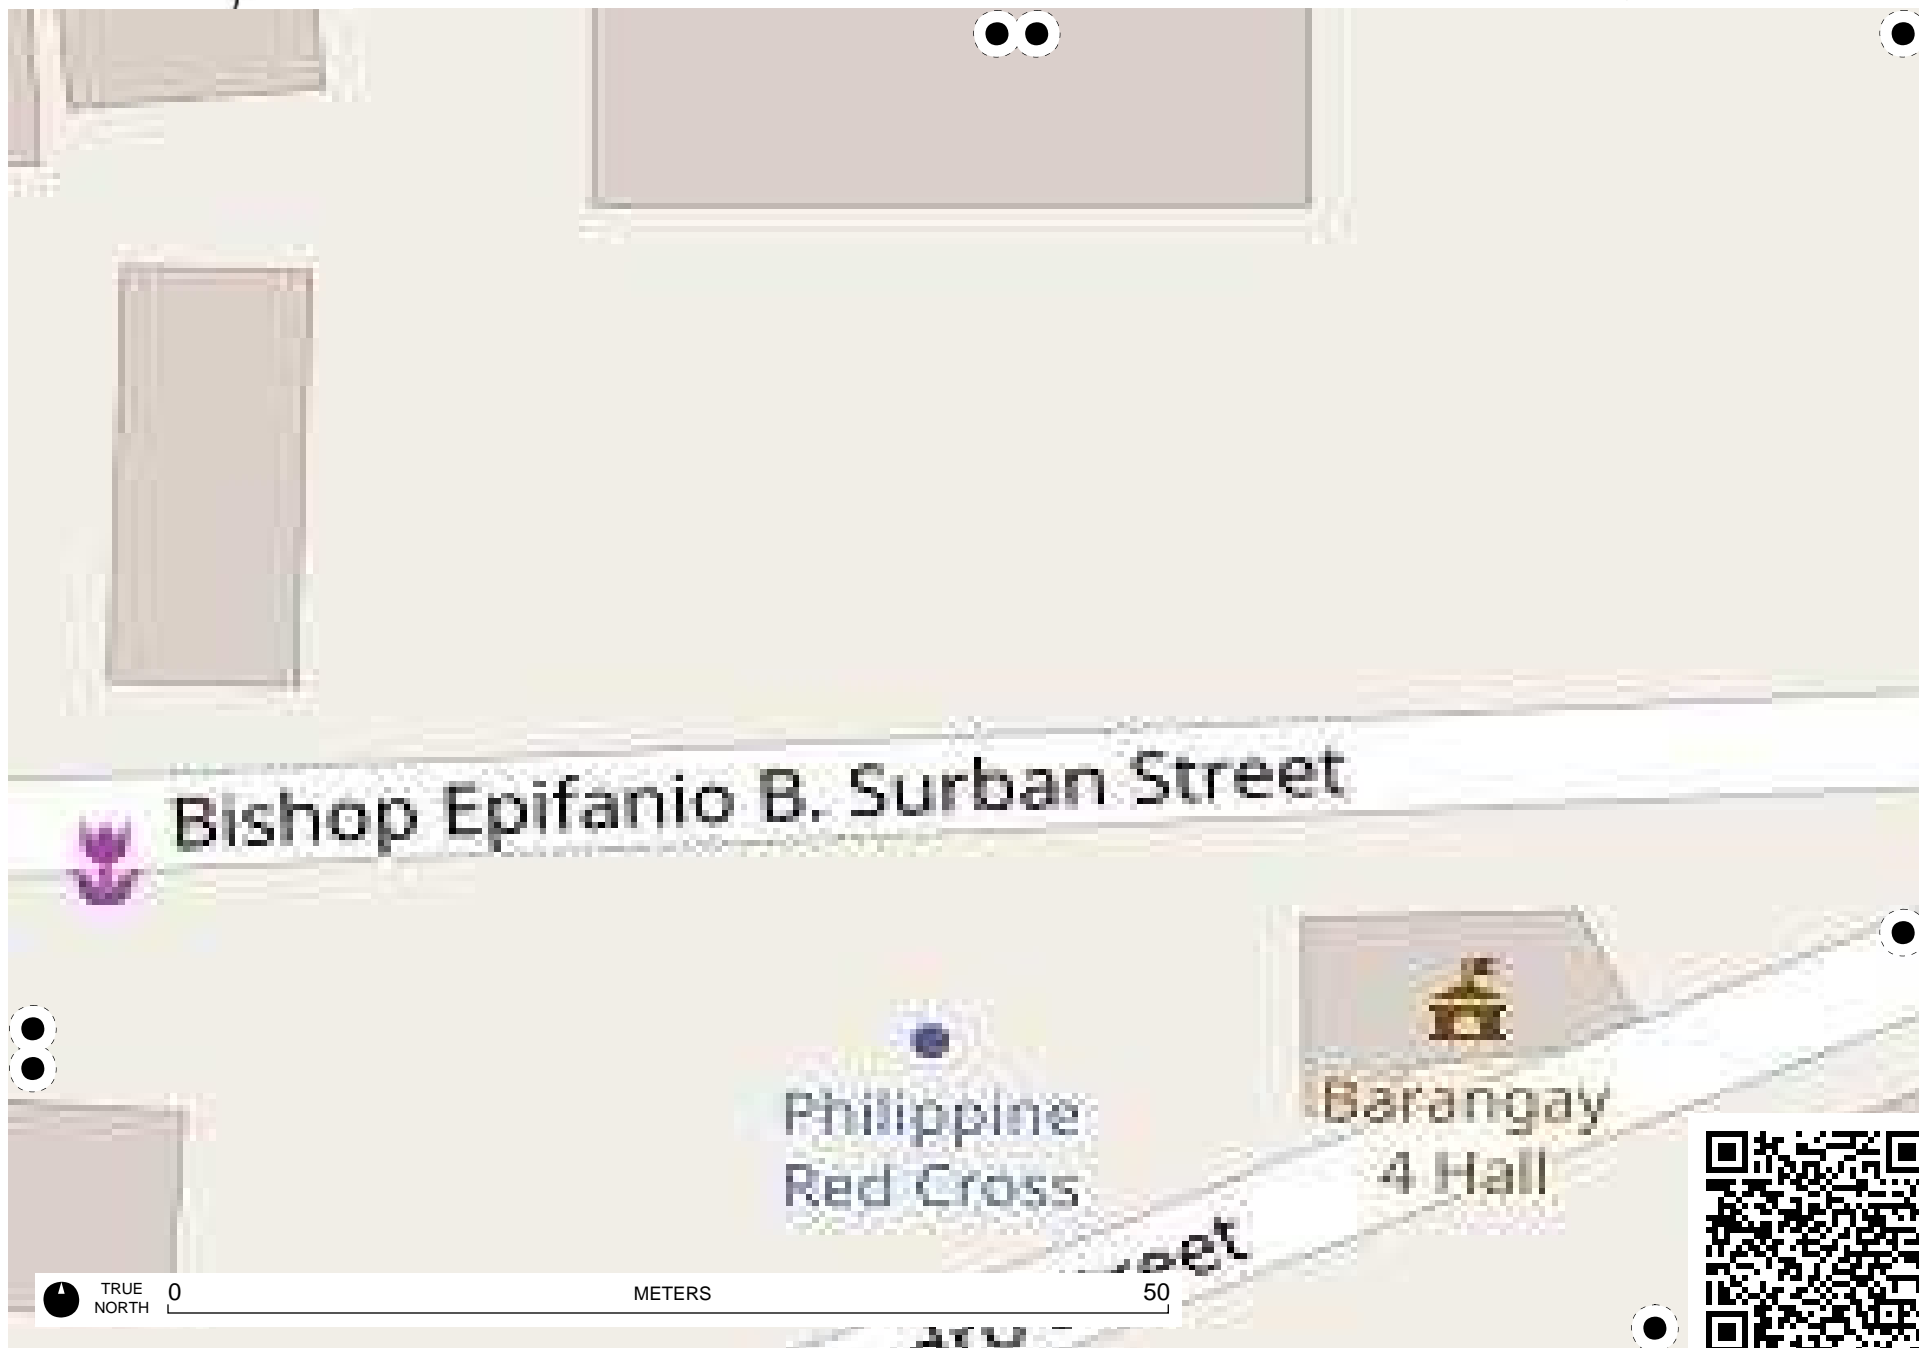 Bishop Epifanio B. Surban Street
Philippine
Red Cross
Barangay
4 Hall
TRUE
NORTH
0
METERS
50